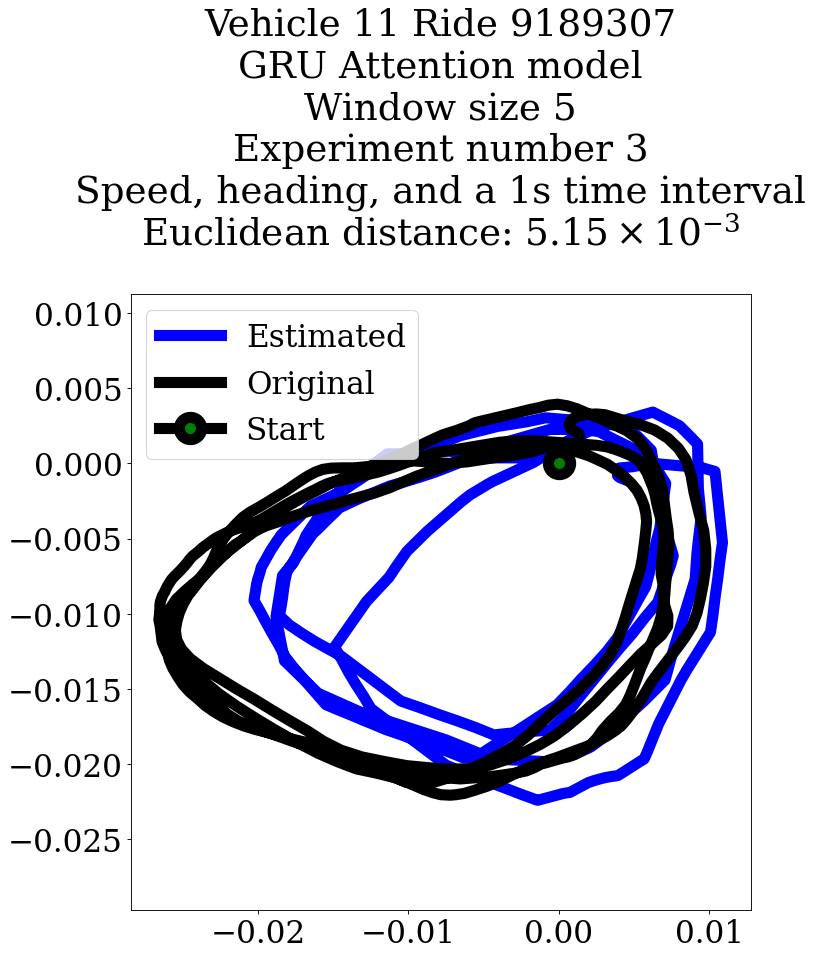 Vehicle 11 Ride 9189307
GRU Attention model
Window size 5
Experiment number 3
Speed, heading, and a 1s time interval
Euclidean distance: 5.15 × 10⁻³
0.010
0.005
0.000
−0.005
−0.010
−0.015
−0.020
−0.025
Estimated
Original
Start
−0.02 −0.01 0.00 0.01